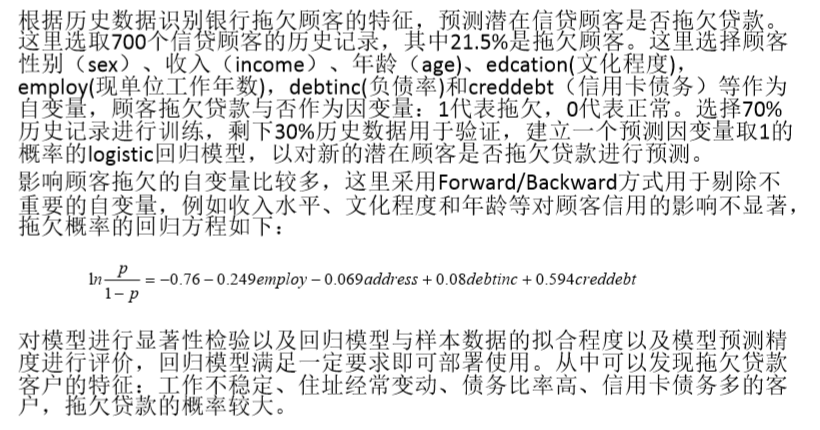 根据历史数据识别银行拖欠顾客的特征，预测潜在信贷顾客是否拖欠贷款。
这里选取700个信贷顾客的历史记录，其中21.5%是拖欠顾客。这里选择顾客
性别（sex）、收入（income）、年龄（age)、edcation(文化程度)，
employ(现单位工作年数)，debtinc(负债率)和creddebt（信用卡债务）等作为
自变量，顾客拖欠贷款与否作为因变量：1代表拖欠，0代表正常。选择70%
历史记录进行训练，剩下30%历史数据用于验证，建立一个预测因变量取1的
概率的logistic回归模型，以对新的潜在顾客是否拖欠贷款进行预测。
影响顾客拖欠的自变量比较多，这里采用Forward/Backward方式用于剔除不
重要的自变量，例如收入水平、文化程度和年龄等对顾客信用的影响不显著，
拖欠概率的回归方程如下：
ln p/(1-p) = -0.76 - 0.249employ - 0.069address + 0.08debtinc + 0.594creddebt
对模型进行显著性检验以及回归模型与样本数据的拟合程度以及模型预测精
度进行评价，回归模型满足一定要求即可部署使用。从中可以发现拖欠贷款
客户的特征：工作不稳定、住址经常变动、债务比率高、信用卡债务多的客
户，拖欠贷款的概率较大。